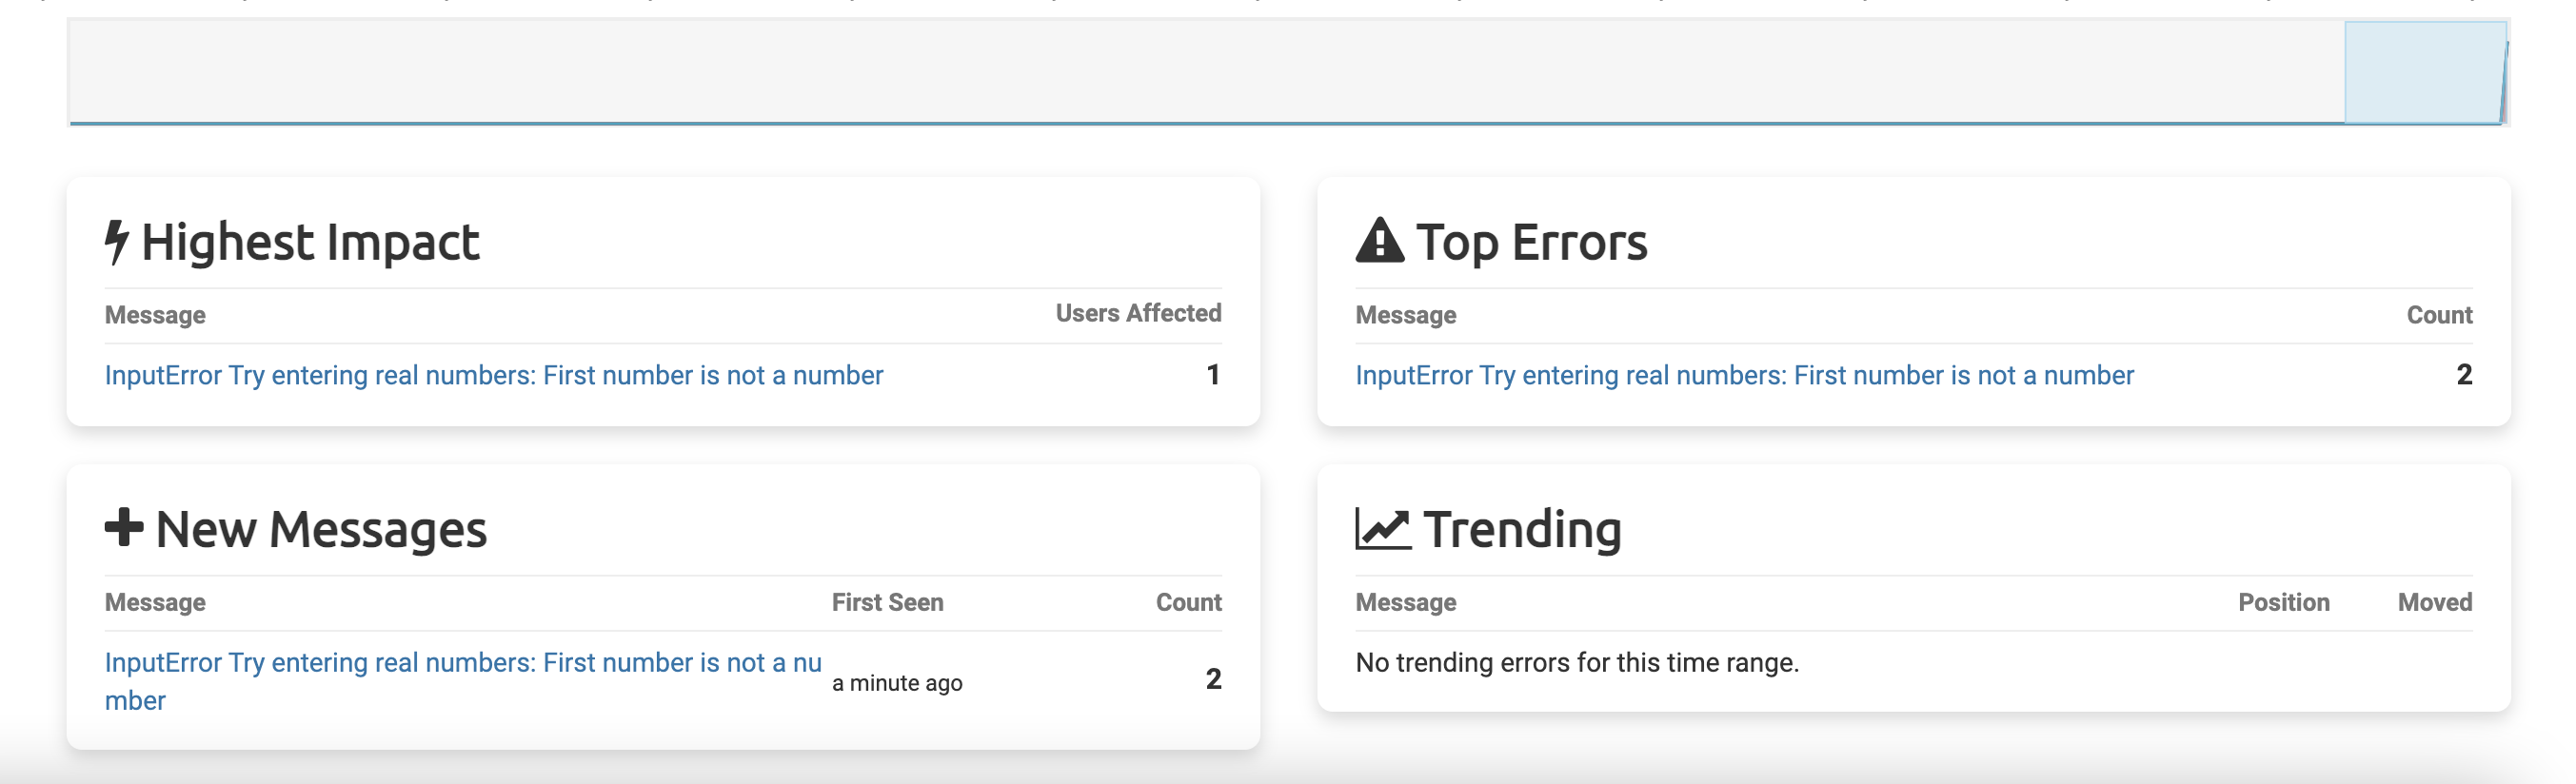 Highest Impact
Message Users Affected
InputError Try entering real numbers: First number is not a number 1
Top Errors
Message Count
InputError Try entering real numbers: First number is not a number 2
New Messages
Message First Seen Count
InputError Try entering real numbers: First number is not a nu
mber
a minute ago 2
Trending
Message Position Moved
No trending errors for this time range.